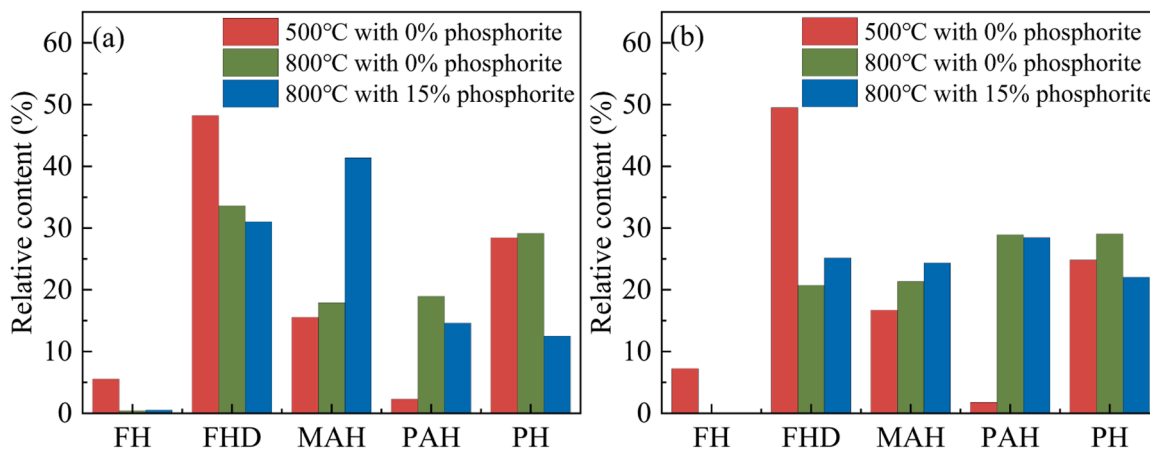 (a)
500℃ with 0% phosphorite
800℃ with 0% phosphorite
800℃ with 15% phosphorite
Relative content (%)
60
50
40
30
20
10
0
FH FHD MAH PAH PH
(b)
500℃ with 0% phosphorite
800℃ with 0% phosphorite
800℃ with 15% phosphorite
Relative content (%)
60
50
40
30
20
10
0
FH FHD MAH PAH PH